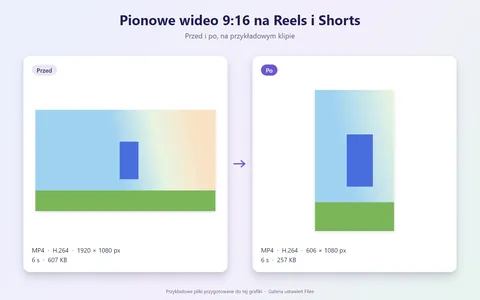 Pionowe wideo 9:16 na Reels i Shorts
Przed i po, na przykładowym klipie
Przed
MP4 · H.264 · 1920 × 1080 px
6 s · 607 KB
→
Po
MP4 · H.264 · 606 × 1080 px
6 s · 257 KB
Przykładowe pliki przygotowane do tej grafiki · Galeria ustawień Fileo